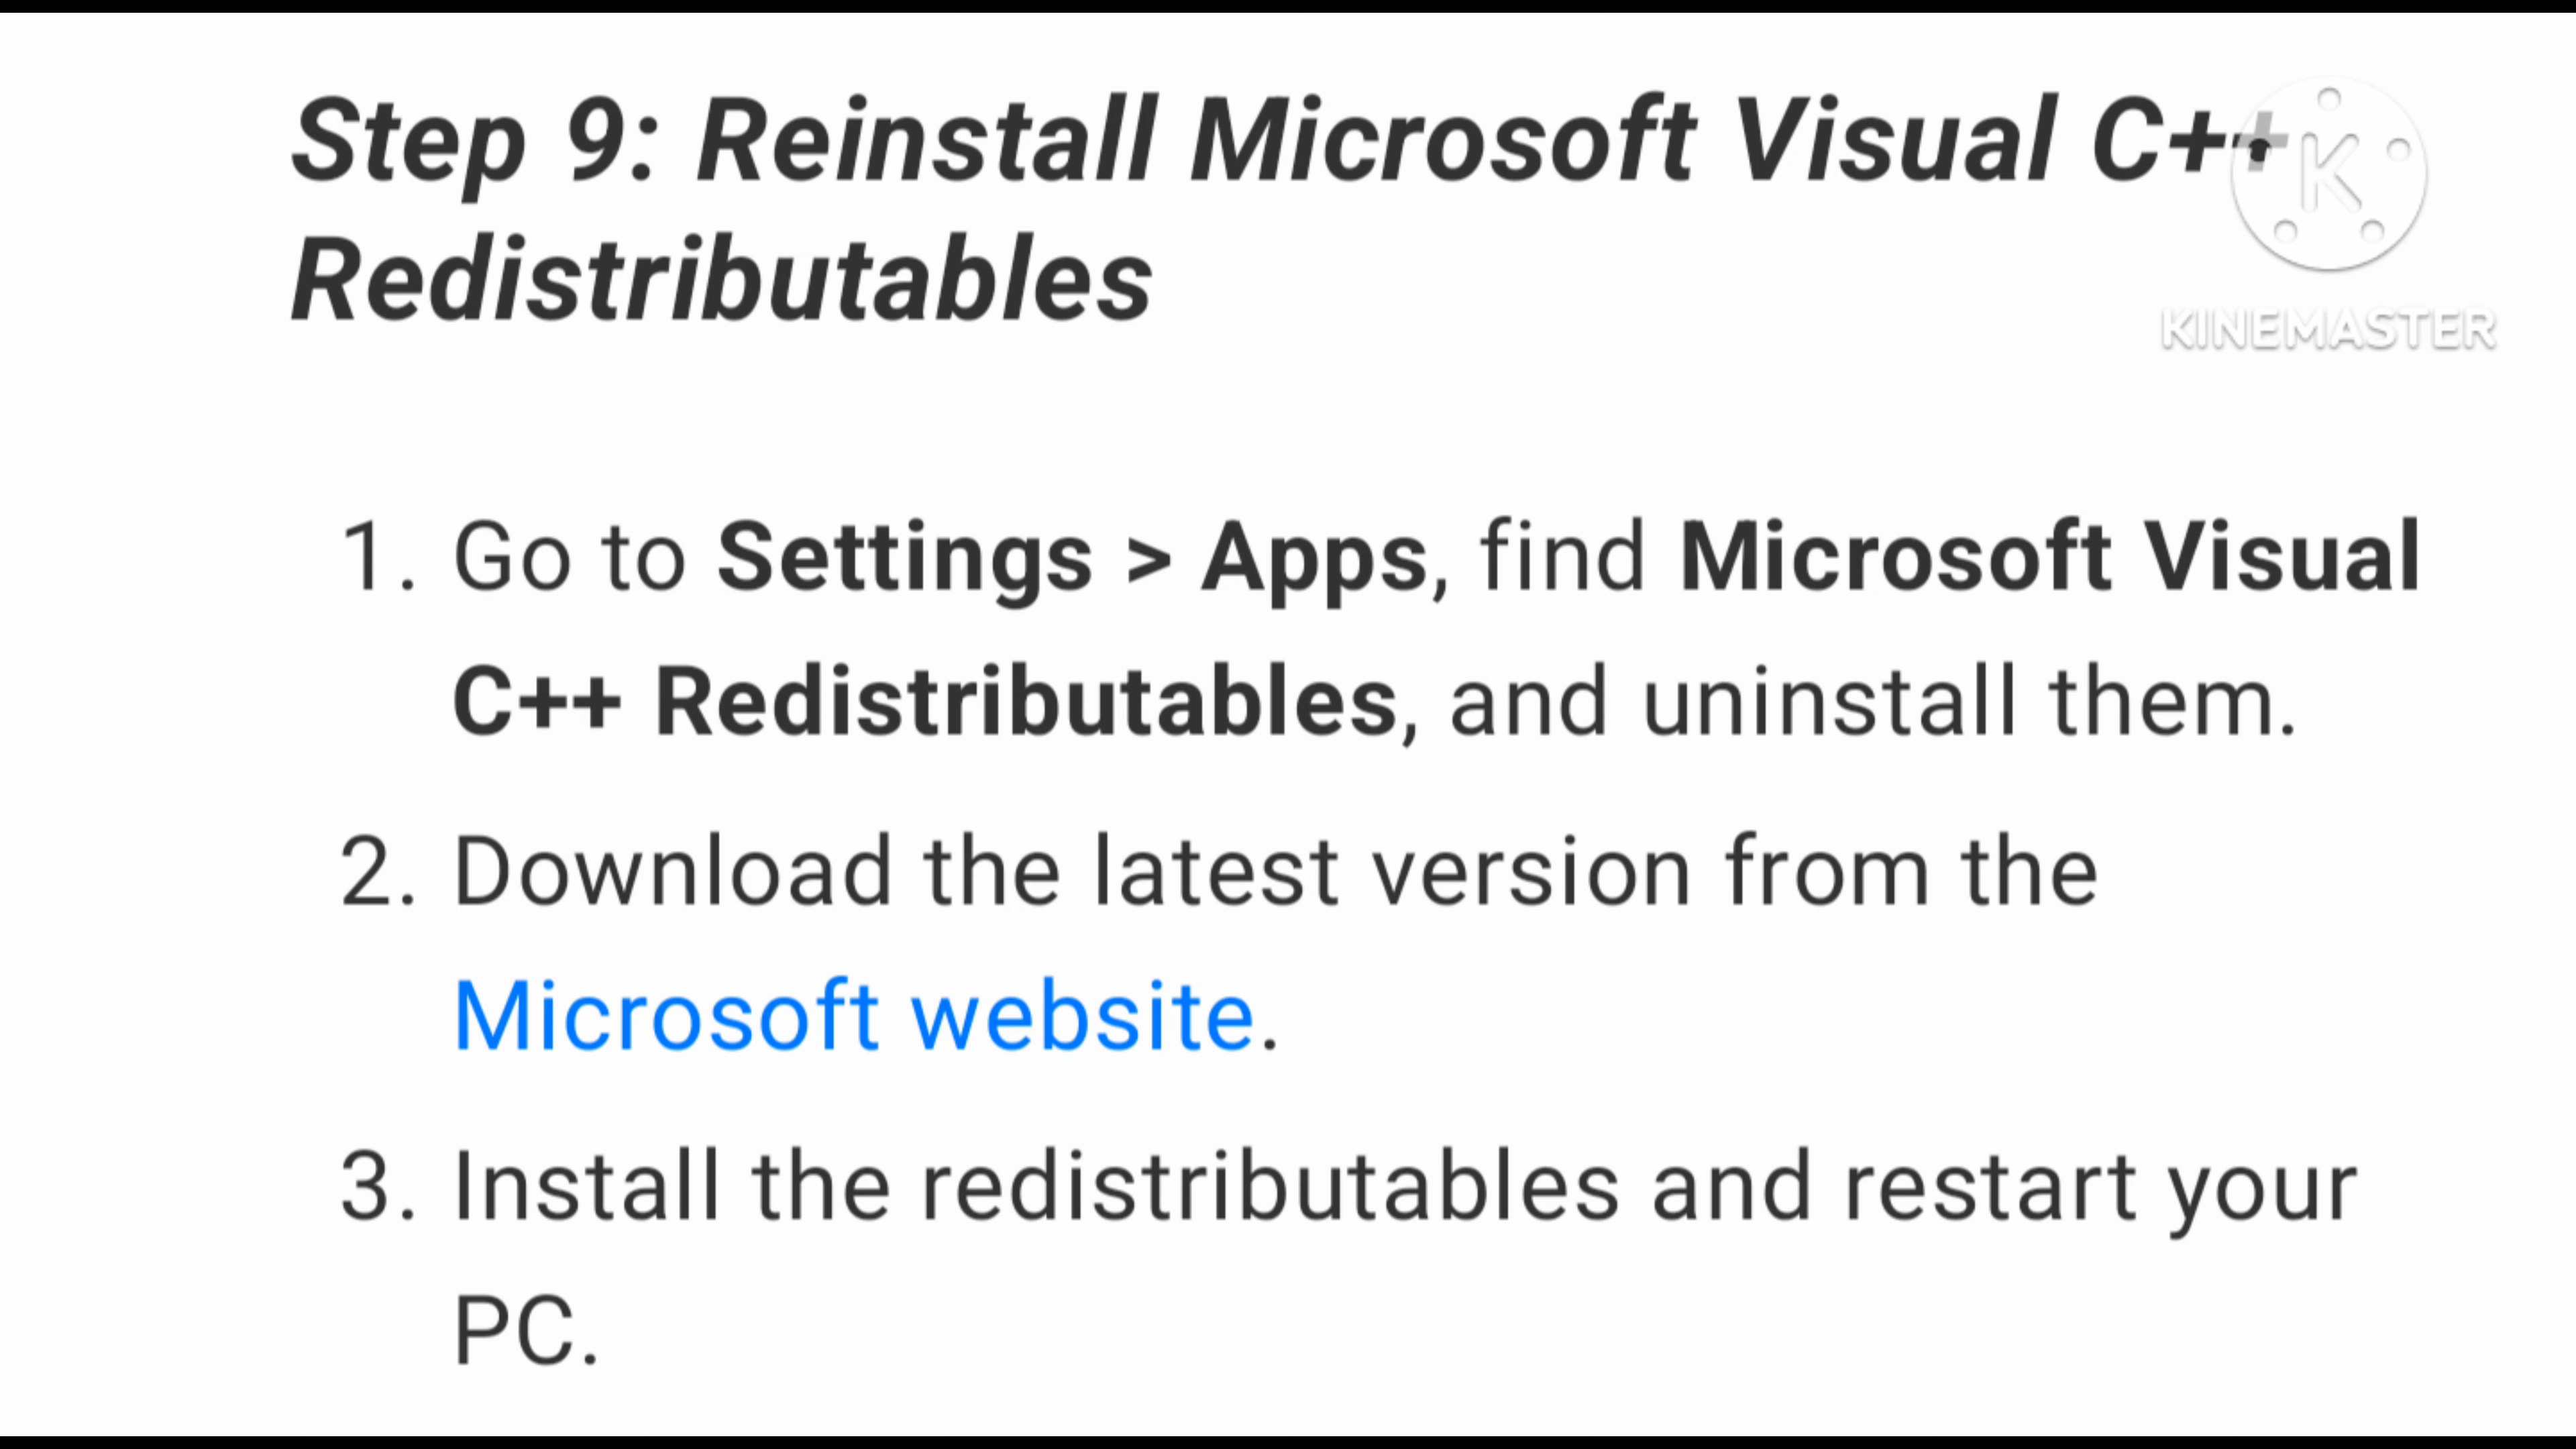 Step 9: Reinstall Microsoft Visual C++
Redistributables
K
KINEMASTER
1. Go to Settings > Apps, find Microsoft Visual
C++ Redistributables, and uninstall them.
2. Download the latest version from the
Microsoft website.
3. Install the redistributables and restart your
PC.